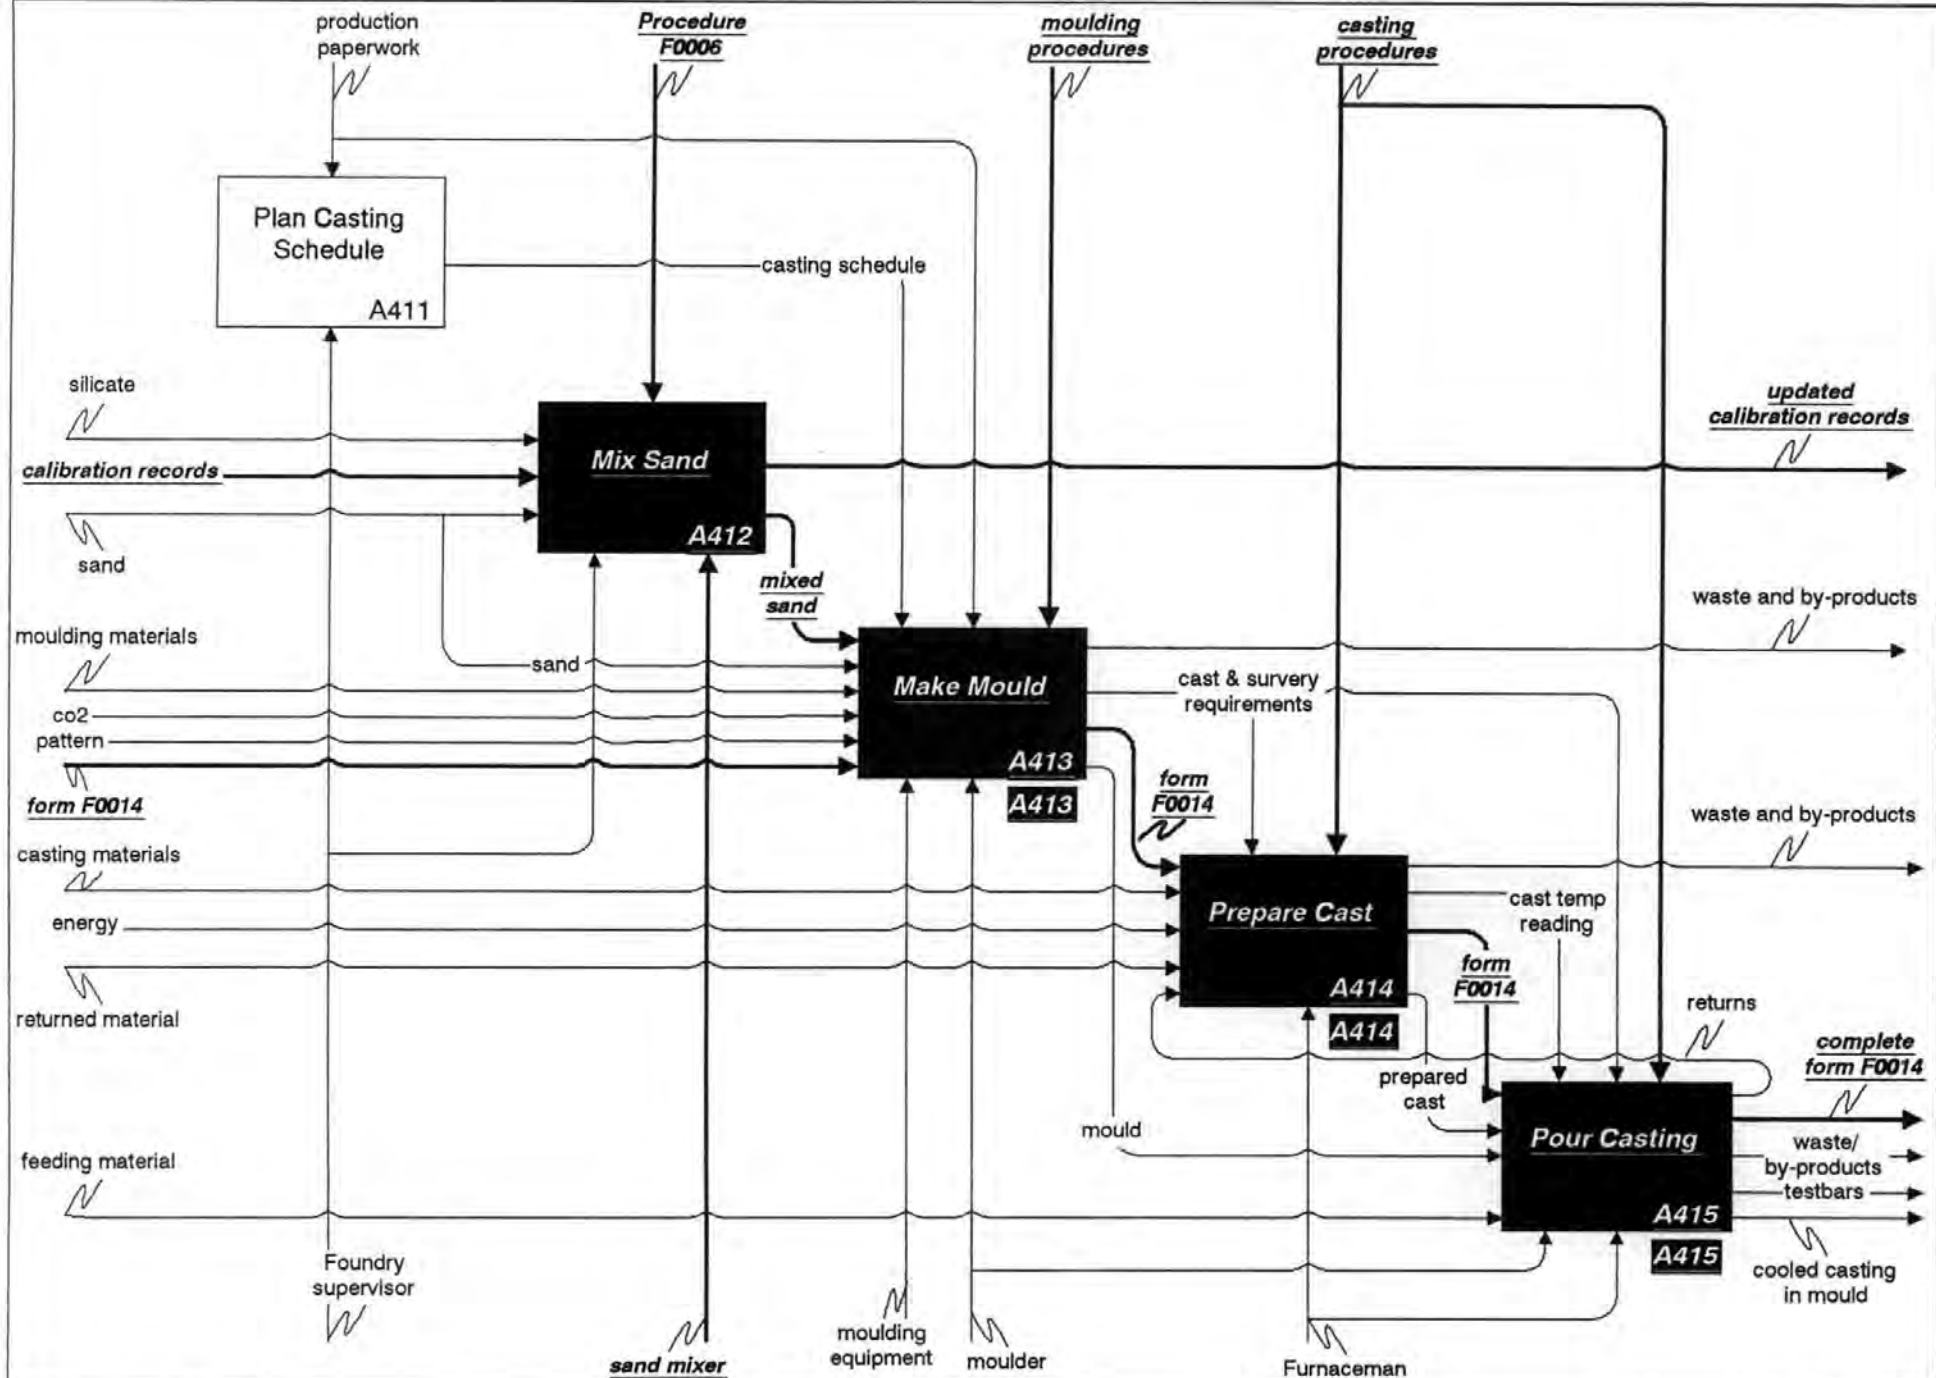 production
paperwork
Procedure
F0006
moulding
procedures
casting
procedures
Plan Casting
Schedule
A411
casting schedule
silicate
calibration records
sand
Mix Sand
A412
updated
calibration records
mixed
sand
moulding materials
sand
co2
pattern
form F0014
Make Mould
A413
A413
waste and by-products
cast & survery
requirements
form
F0014
casting materials
energy
returned material
Prepare Cast
A414
A414
waste and by-products
cast temp
reading
form
F0014
returns
prepared
cast
mould
feeding material
Pour Casting
A415
A415
complete
form F0014
waste/
by-products
testbars
cooled casting
in mould
Foundry
supervisor
sand mixer
moulding
equipment
moulder
Furnaceman